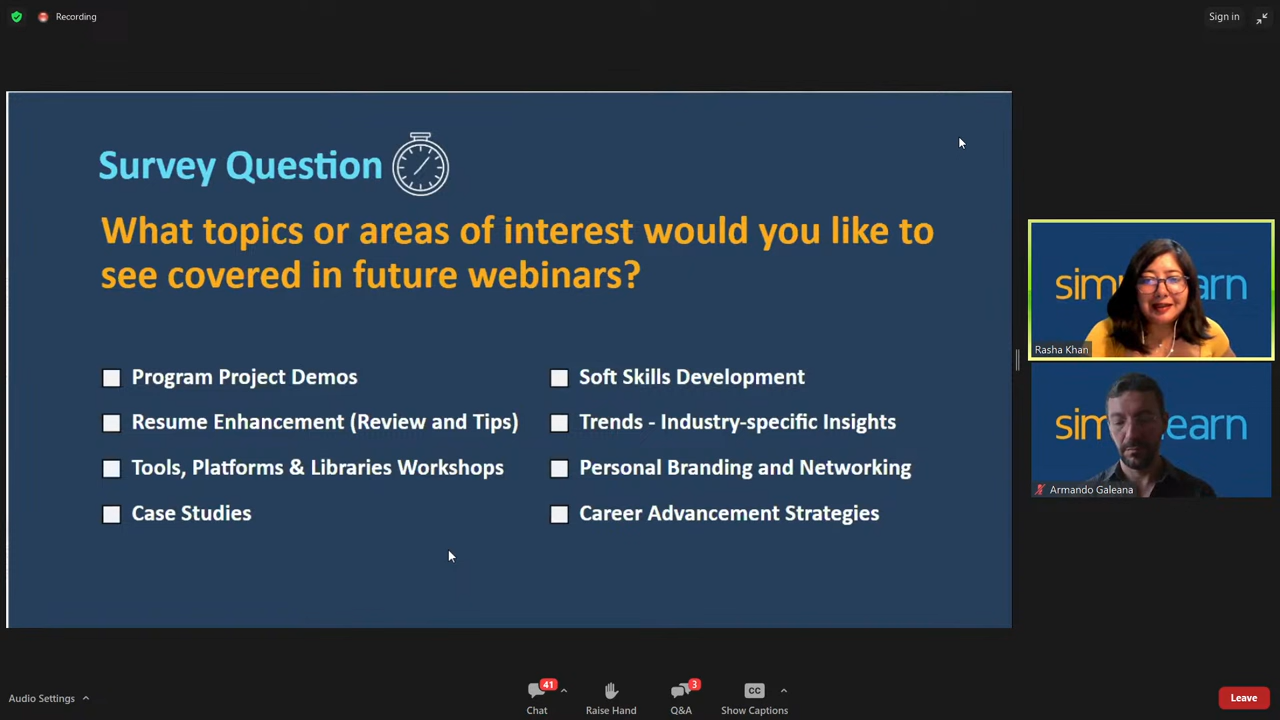 Recording
Sign in
Survey Question
What topics or areas of interest would you like to
see covered in future webinars?
Program Project Demos
Resume Enhancement (Review and Tips)
Tools, Platforms & Libraries Workshops
Case Studies
Soft Skills Development
Trends - Industry-specific Insights
Personal Branding and Networking
Career Advancement Strategies
Rasha Khan
Armando Galeana
Audio Settings
41
Chat
Raise Hand
3
Q&A
CC
Show Captions
Leave